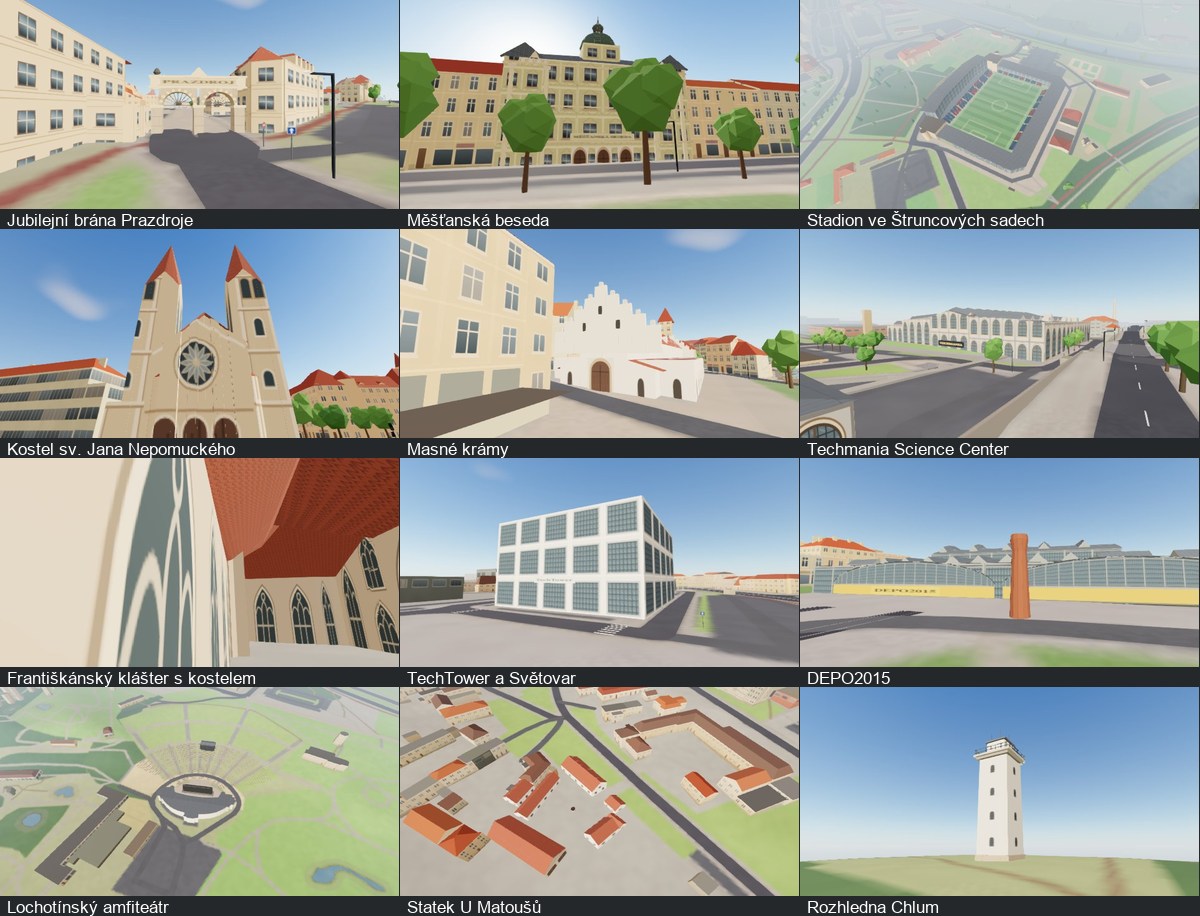 Jubilejní brána Prazdroje
Měšťanská beseda
Stadion ve Štruncových sadech
Kostel sv. Jana Nepomuckého
Masné krámy
Techmania Science Center
DEPO2015
Františkánský klášter s kostelem
TechTower a Světovar
DEPO2015
Lochotínský amfiteátr
Statek U Matoušů
Rozhledna Chlum